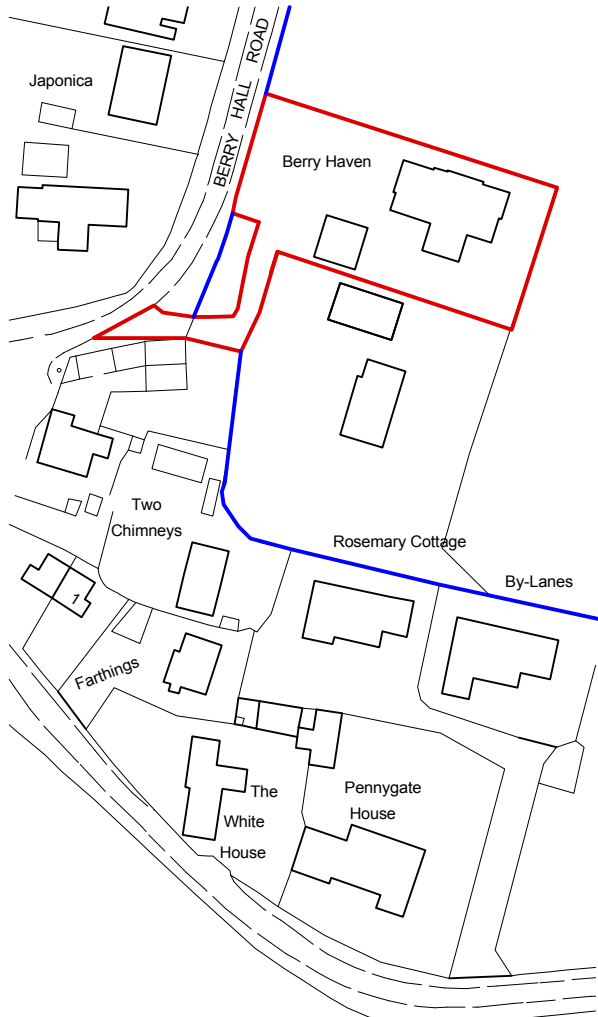 Japonica
BERRY HALL ROAD
Berry Haven
Two
Chimneys
Rosemary Cottage
By-Lanes
1
Farthings
The
White
House
Pennygate
House